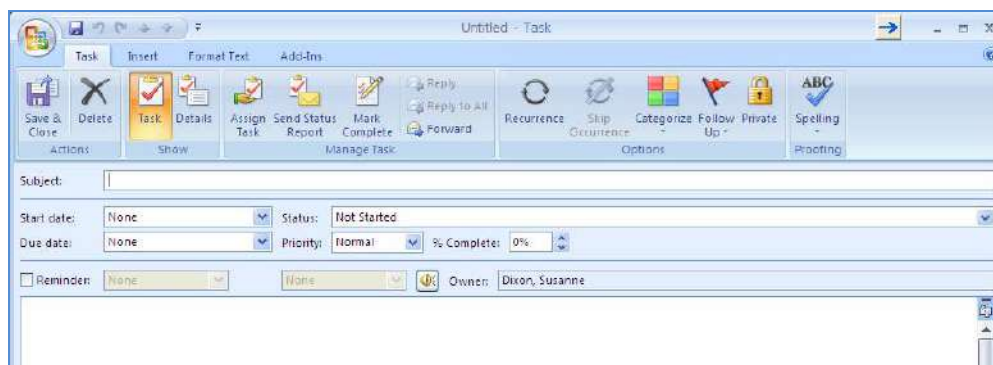 Untitled - Task
Task Insert Format Text Add-Ins
Save & Close
Delete
Task
Details
Assign Task
Send Status Report
Mark Complete
Reply
Reply to All
Forward
Recurrence
Skip Occurrence
Categorize
Follow Up
Private
ABC
Spelling
Actions Show Manage Task Options Proofing
Subject:
Start date: None Status: Not Started
Due date: None Priority: Normal % Complete: 0%
Reminder: None None Owner: Dixon, Susanne